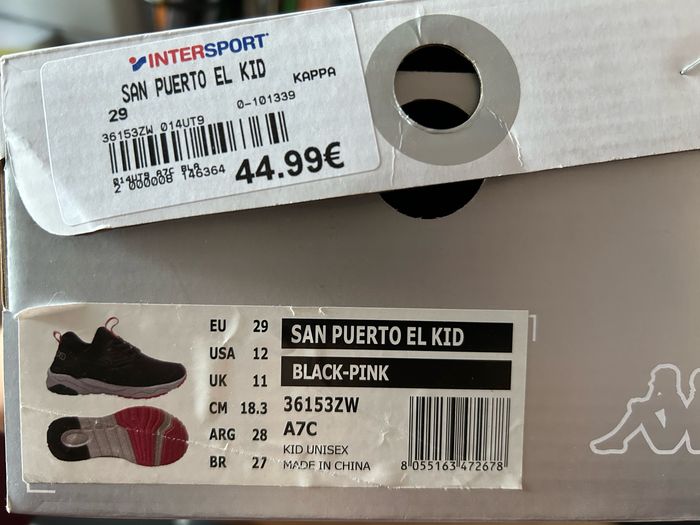 INTERSPORT
SAN PUERTO EL KID
29
KAPPA
36153ZW 014UT9
0-101339
014UT9 A7C BLA
2 000008 146364
44.99€
EU 29
USA 12
UK 11
CM 18.3
ARG 28
BR 27
SAN PUERTO EL KID
BLACK-PINK
36153ZW
A7C
KID UNISEX
MADE IN CHINA
8 055163 472678